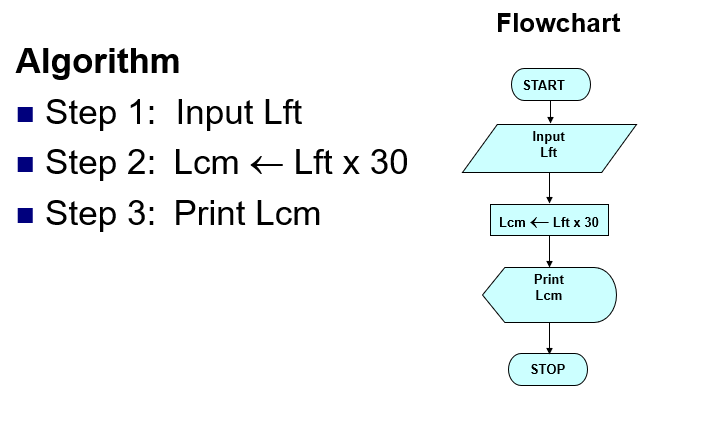 Flowchart
Algorithm
Step 1: Input Lft
Step 2: Lcm ← Lft x 30
Step 3: Print Lcm
START
Input
Lft
Lcm ← Lft x 30
Print
Lcm
STOP